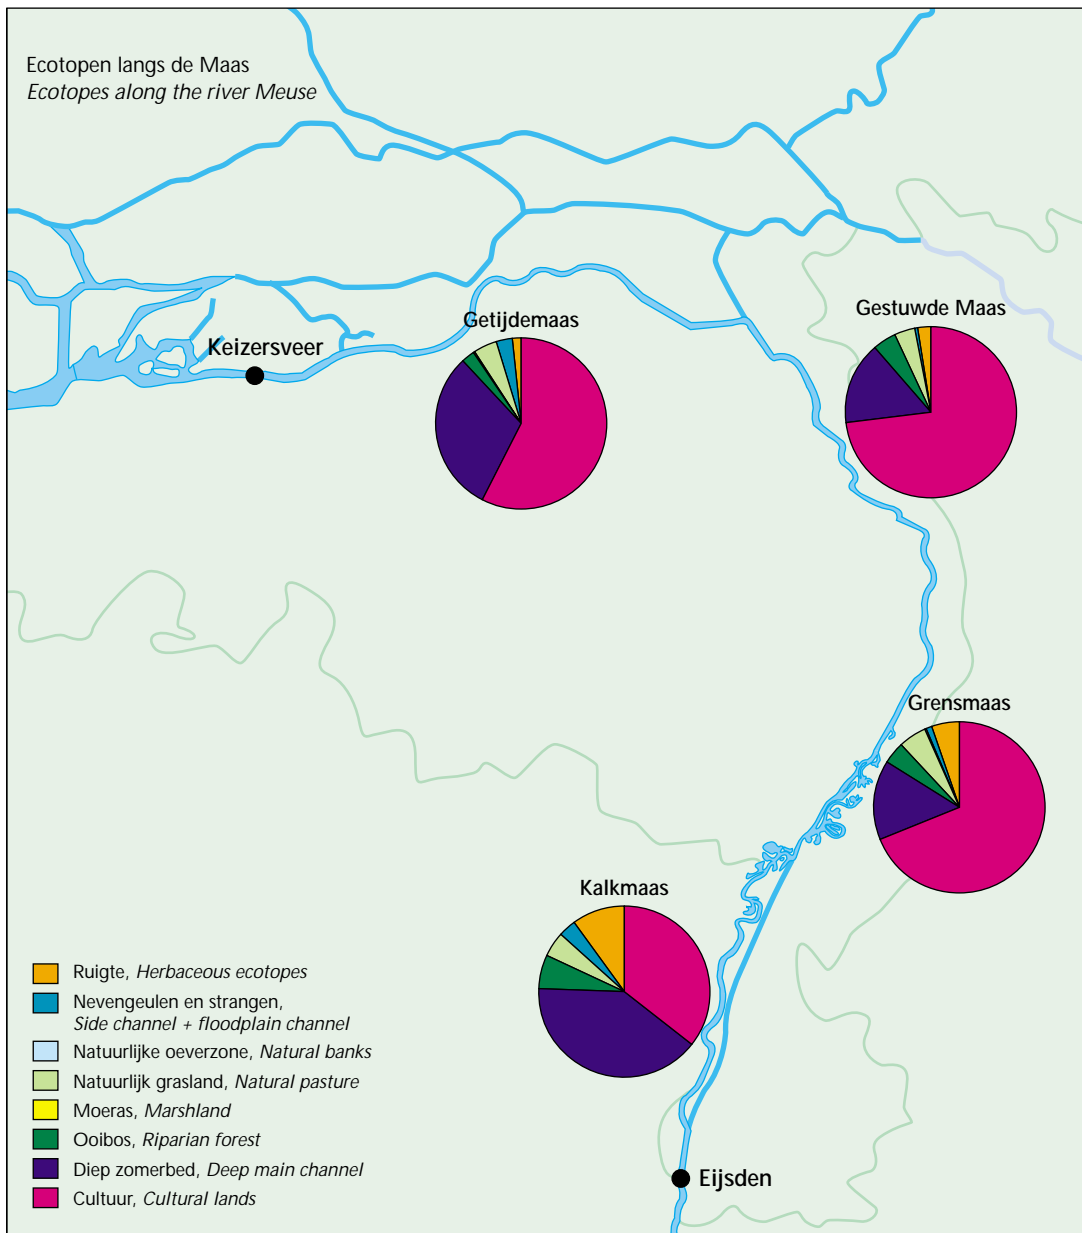 Ecotopen langs de Maas
Ecotopes along the river Meuse
Gestuwde Maas
Getijdemaas
Keizersveer
Grensmaas
Kalkmaas
Ruigte, Herbaceous ecotopes
Nevengeulen en strangen,
Side channel + floodplain channel
Natuurlijke oeverzone, Natural banks
Natuurlijk grasland, Natural pasture
Moeras, Marshland
Ooibos, Riparian forest
Diep zomerbed, Deep main channel
Cultuur, Cultural lands
Eijsden